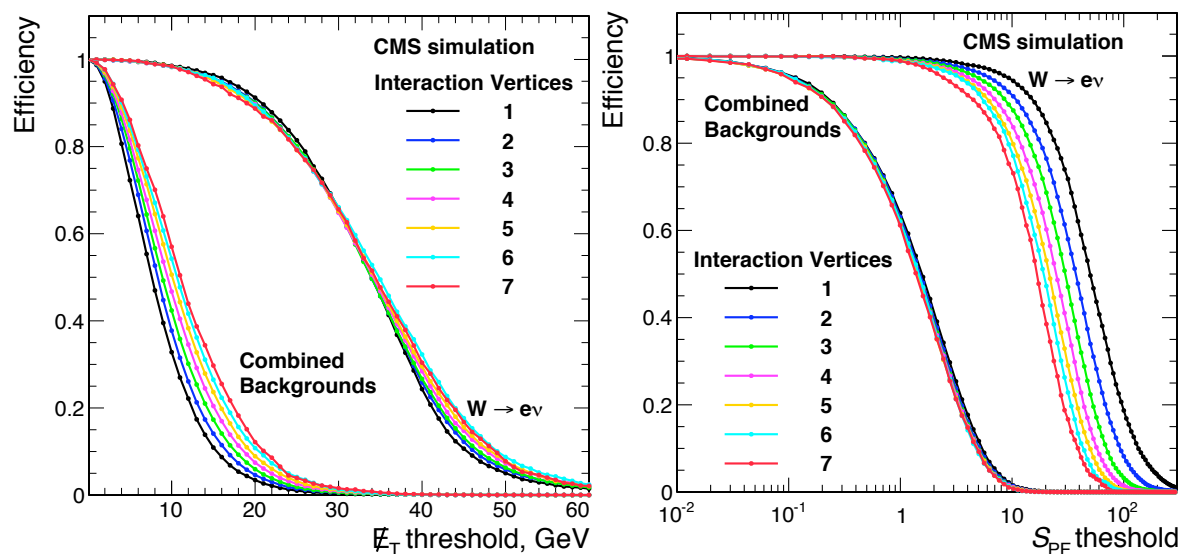 Efficiency
1
0.8
0.6
0.4
0.2
0
CMS simulation
Interaction Vertices
1
2
3
4
5
6
7
Combined
Backgrounds
W → eν
10 20 30 40 50 60
E̸T threshold, GeV
Efficiency
1
0.8
0.6
0.4
0.2
0
CMS simulation
W → eν
Combined
Backgrounds
Interaction Vertices
1
2
3
4
5
6
7
10-2 10-1 1 10 102
SPF theshold